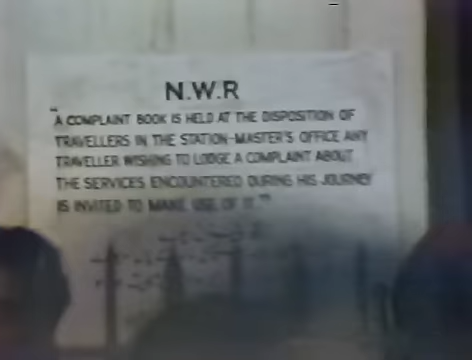 N.W.R
"A COMPLAINT BOOK IS HELD AT THE DISPOSITION OF
TRAVELLERS IN THE STATION-MASTER'S OFFICE ANY
TRAVELLER WISHING TO LODGE A COMPLAINT ABOUT
THE SERVICES ENCOUNTERED DURING HIS JOURNEY
IS INVITED TO MAKE USE OF IT."